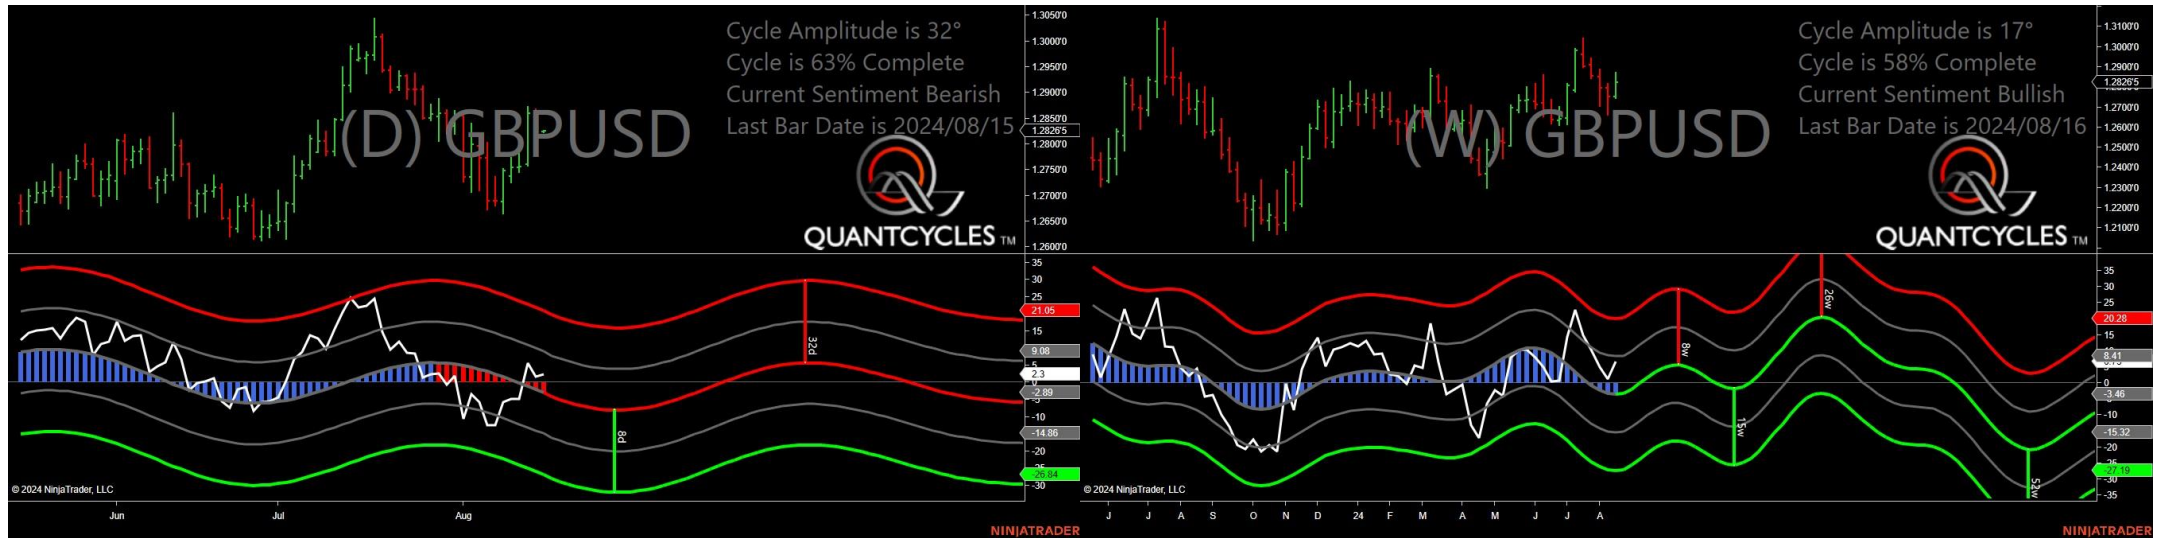 Cycle Amplitude is 32°
Cycle is 63% Complete
Current Sentiment Bearish
Last Bar Date is 2024/08/15
(D) GBPUSD
QUANTCYCLES TM
1.3050'0
1.3000'0
1.2950'0
1.2900'0
1.2850'0
1.2826'5
1.2800'0
1.2750'0
1.2700'0
1.2650'0
1.2600'0
35
30
25
21.05
15
9.08
5
2.3
0
-2.89
-5
-10
-14.86
-20
-25
-26.84
-30
32d
8d
© 2024 NinjaTrader, LLC
Jun Jul Aug
NINJATRADER
Cycle Amplitude is 17°
Cycle is 58% Complete
Current Sentiment Bullish
Last Bar Date is 2024/08/16
(W) GBPUSD
QUANTCYCLES TM
1.3100'0
1.3000'0
1.2900'0
1.2826'5
1.2700'0
1.2600'0
1.2500'0
1.2400'0
1.2300'0
1.2200'0
1.2100'0
35
30
25
20.28
15
8.41
0
-3.46
-10
-15.32
-20
-27.19
-30
-35
8w
15w
26w
52w
© 2024 NinjaTrader, LLC
J J A S O N D 24 F M A M J J A
NINJATRADER